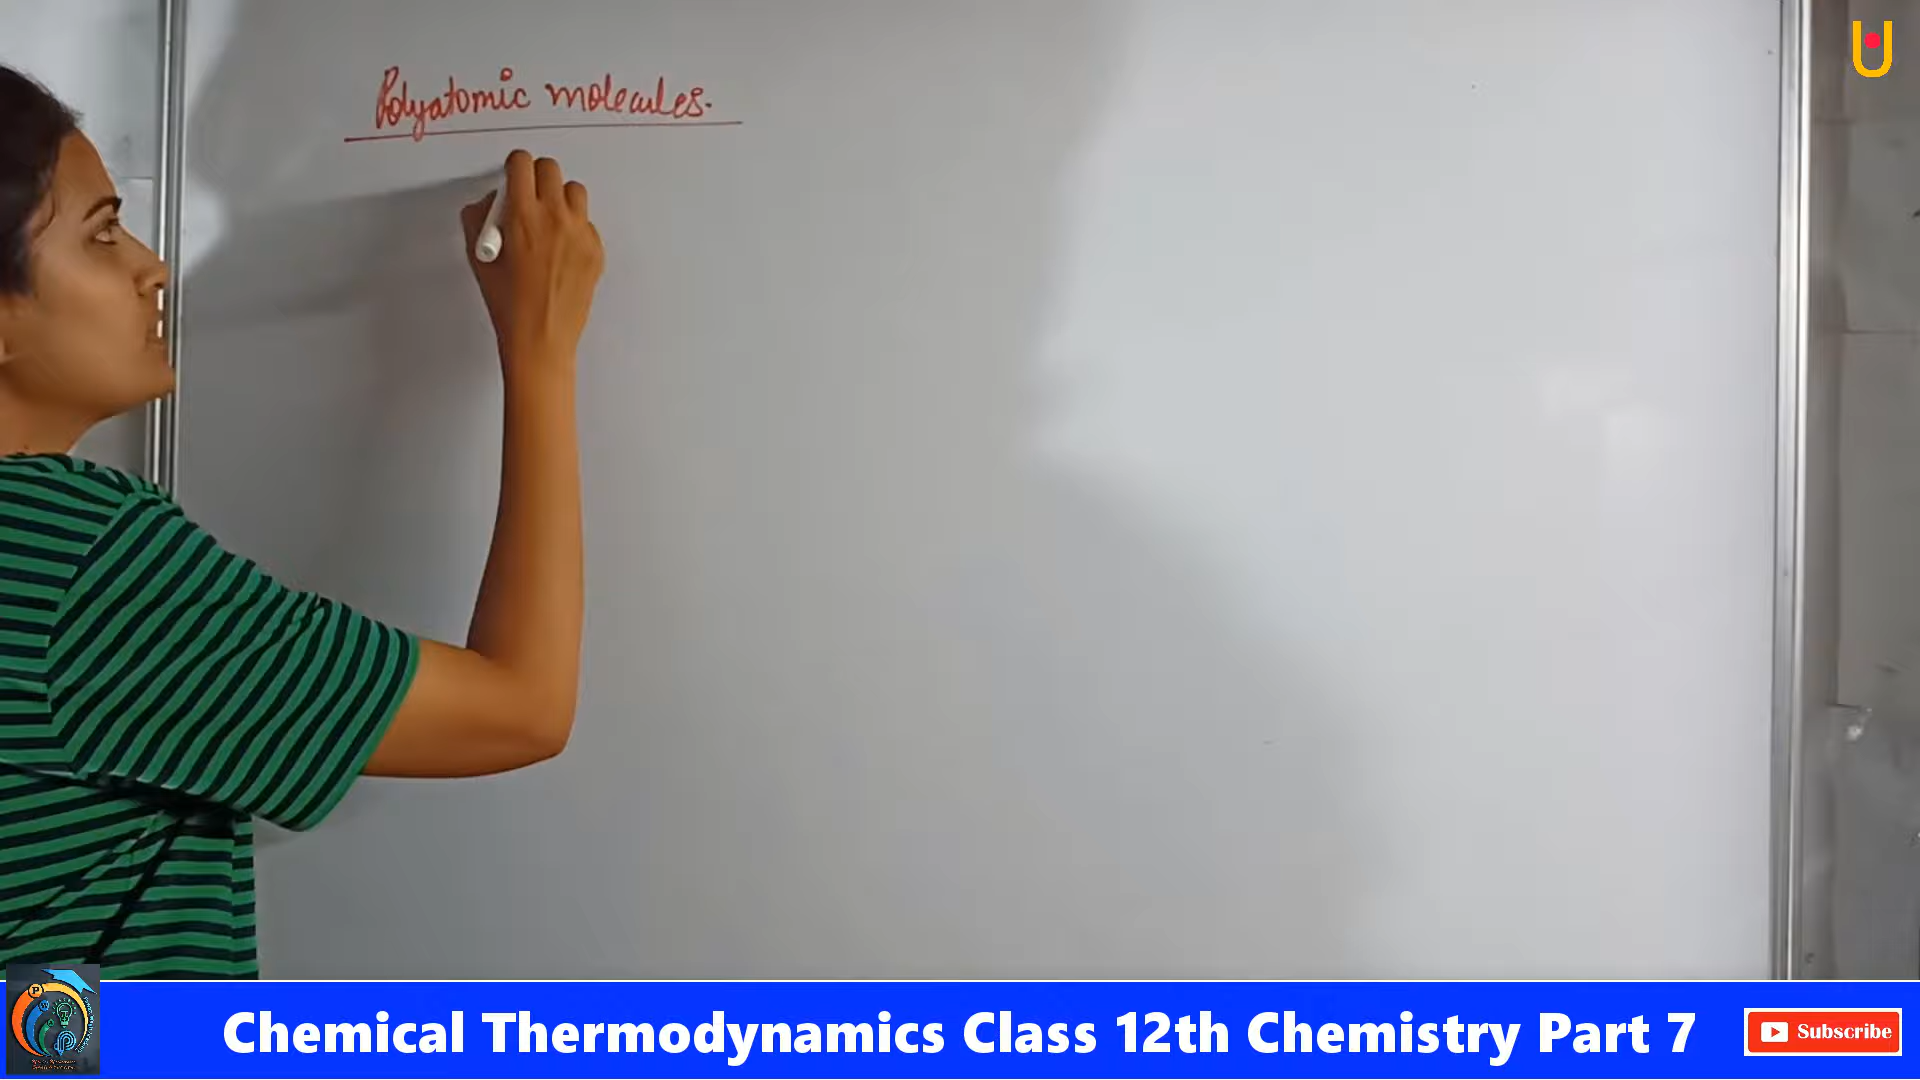 Polyatomic molecules.
Chemical Thermodynamics Class 12th Chemistry Part 7
Subscribe